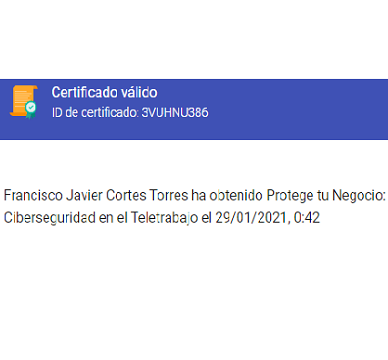 Certificado válido
ID de certificado: 3VUHNU386
Francisco Javier Cortes Torres ha obtenido Protege tu Negocio:
Ciberseguridad en el Teletrabajo el 29/01/2021, 0:42